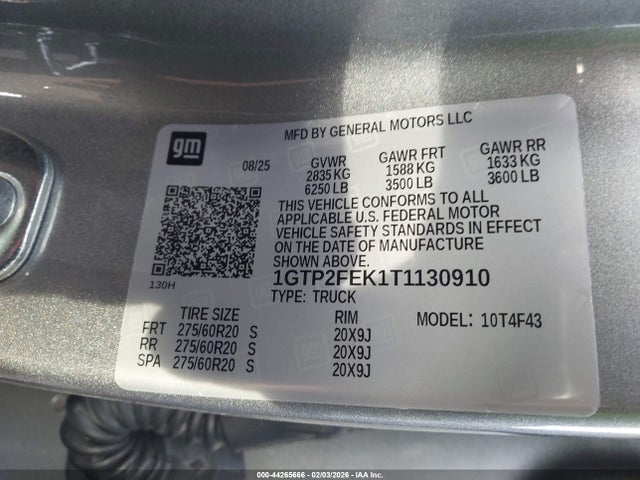 MFD BY GENERAL MOTORS LLC
gm
08/25 GVWR GAWR FRT GAWR RR
2835 KG 1588 KG 1633 KG
6250 LB 3500 LB 3600 LB
THIS VEHICLE CONFORMS TO ALL
APPLICABLE U.S. FEDERAL MOTOR
VEHICLE SAFETY STANDARDS IN EFFECT
ON THE DATE OF MANUFACTURE
SHOWN ABOVE.
130H
1GTP2FEK1T1130910
TYPE: TRUCK
TIRE SIZE RIM MODEL: 10T4F43
FRT 275/60R20 S 20X9J
RR 275/60R20 S 20X9J
SPA 275/60R20 S 20X9J
000-44265666 - 02/03/2026 - IAA Inc.